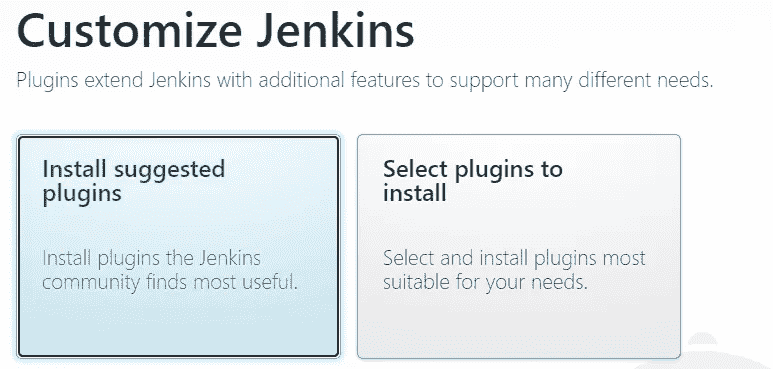 Customize Jenkins
Plugins extend Jenkins with additional features to support many different needs.
Install suggested
plugins
Install plugins the Jenkins
community finds most useful.
Select plugins to
install
Select and install plugins most
suitable for your needs.